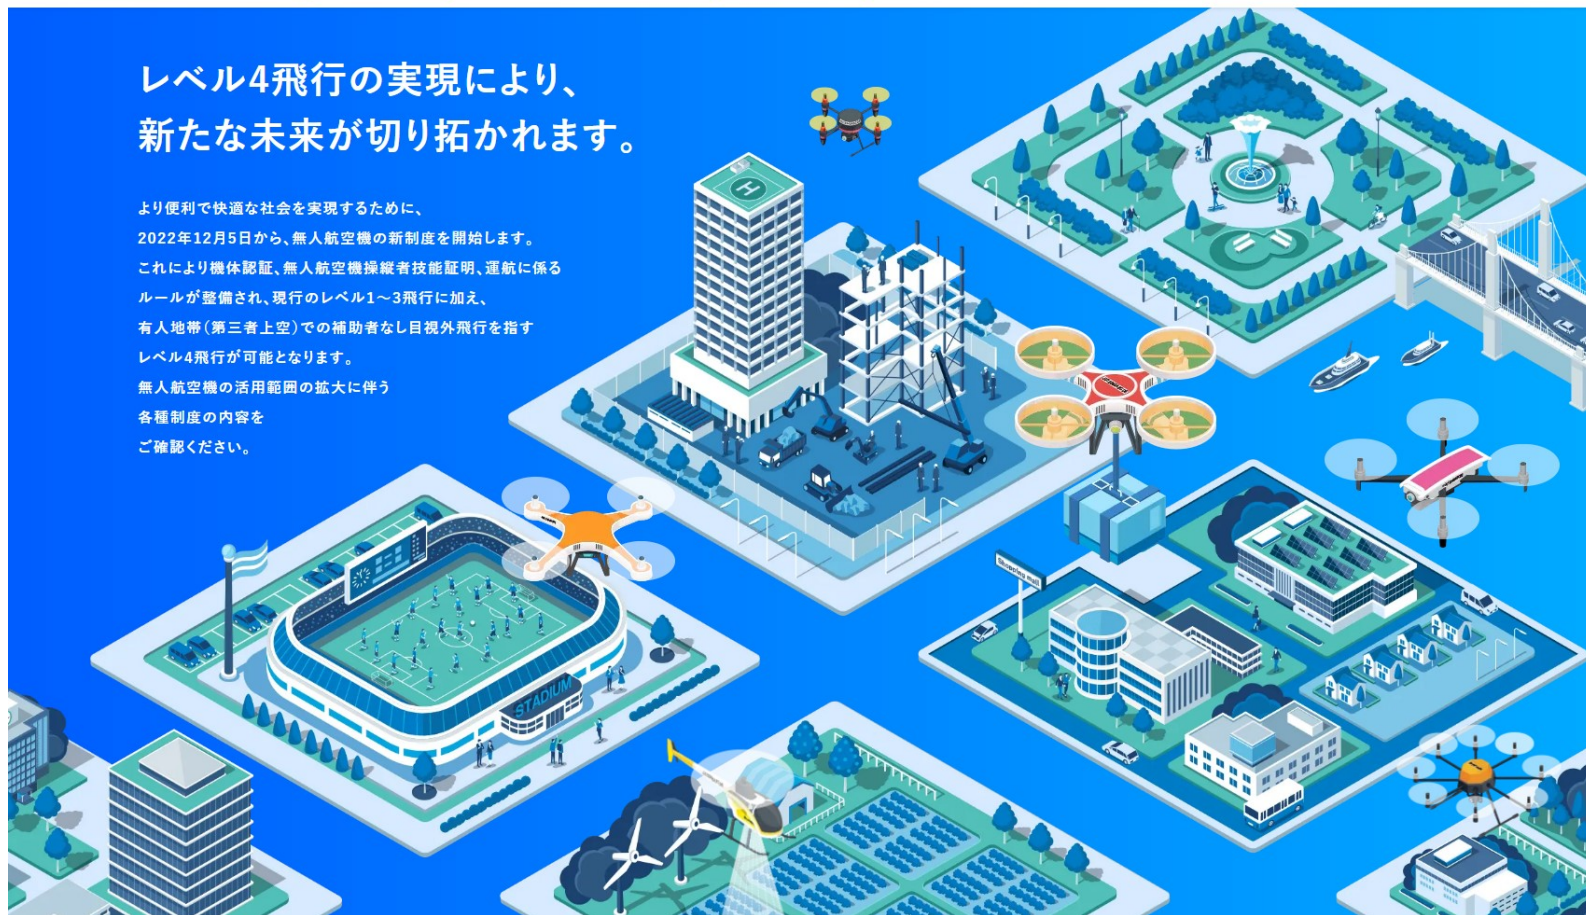 レベル4飛行の実現により、
新たな未来が切り拓かれます。
より便利で快適な社会を実現するために、
2022年12月5日から、無人航空機の新制度を開始します。
これにより機体認証、無人航空機操縦者技能証明、運航に係る
ルールが整備され、現行のレベル1～3飛行に加え、
有人地帯（第三者上空）での補助者なし目視外飛行を指す
レベル4飛行が可能となります。
無人航空機の活用範囲の拡大に伴う
各種制度の内容を
ご確認ください。
H
Shopping mall
STADIUM